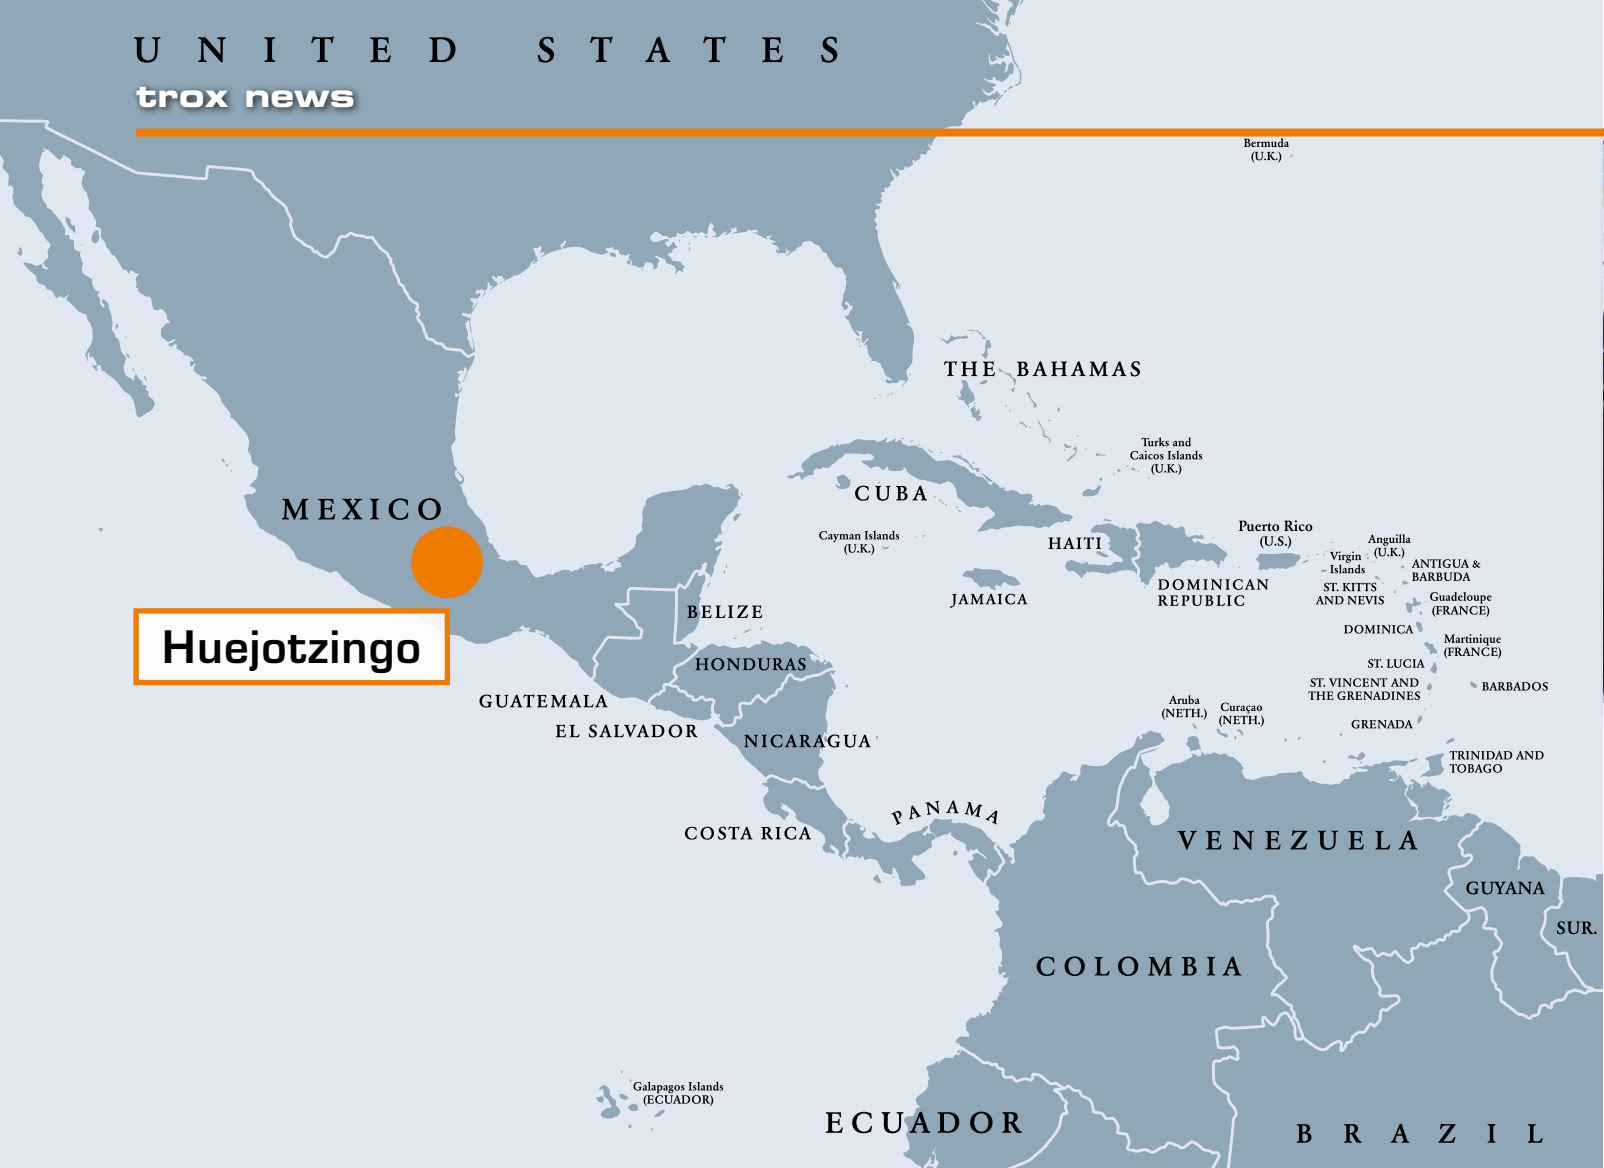 UNITED STATES
trox news
Bermuda
(U.K.)
THE BAHAMAS
Turks and
Caicos Islands
(U.K.)
CUBA
MEXICO
Cayman Islands
(U.K.)
HAITI
Puerto Rico
(U.S.)
Anguilla
(U.K.)
Virgin
Islands
ANTIGUA &
BARBUDA
DOMINICAN
REPUBLIC
ST. KITTS
AND NEVIS
JAMAICA
Guadeloupe
(FRANCE)
BELIZE
DOMINICA
Huejotzingo
Martinique
(FRANCE)
HONDURAS
ST. LUCIA
ST. VINCENT AND
THE GRENADINES
BARBADOS
GUATEMALA
Aruba
(NETH.)
Curaçao
(NETH.)
GRENADA
EL SALVADOR
NICARAGUA
TRINIDAD AND
TOBAGO
PANAMA
COSTA RICA
VENEZUELA
GUYANA
SUR.
COLOMBIA
Galapagos Islands
(ECUADOR)
ECUADOR
BRAZIL